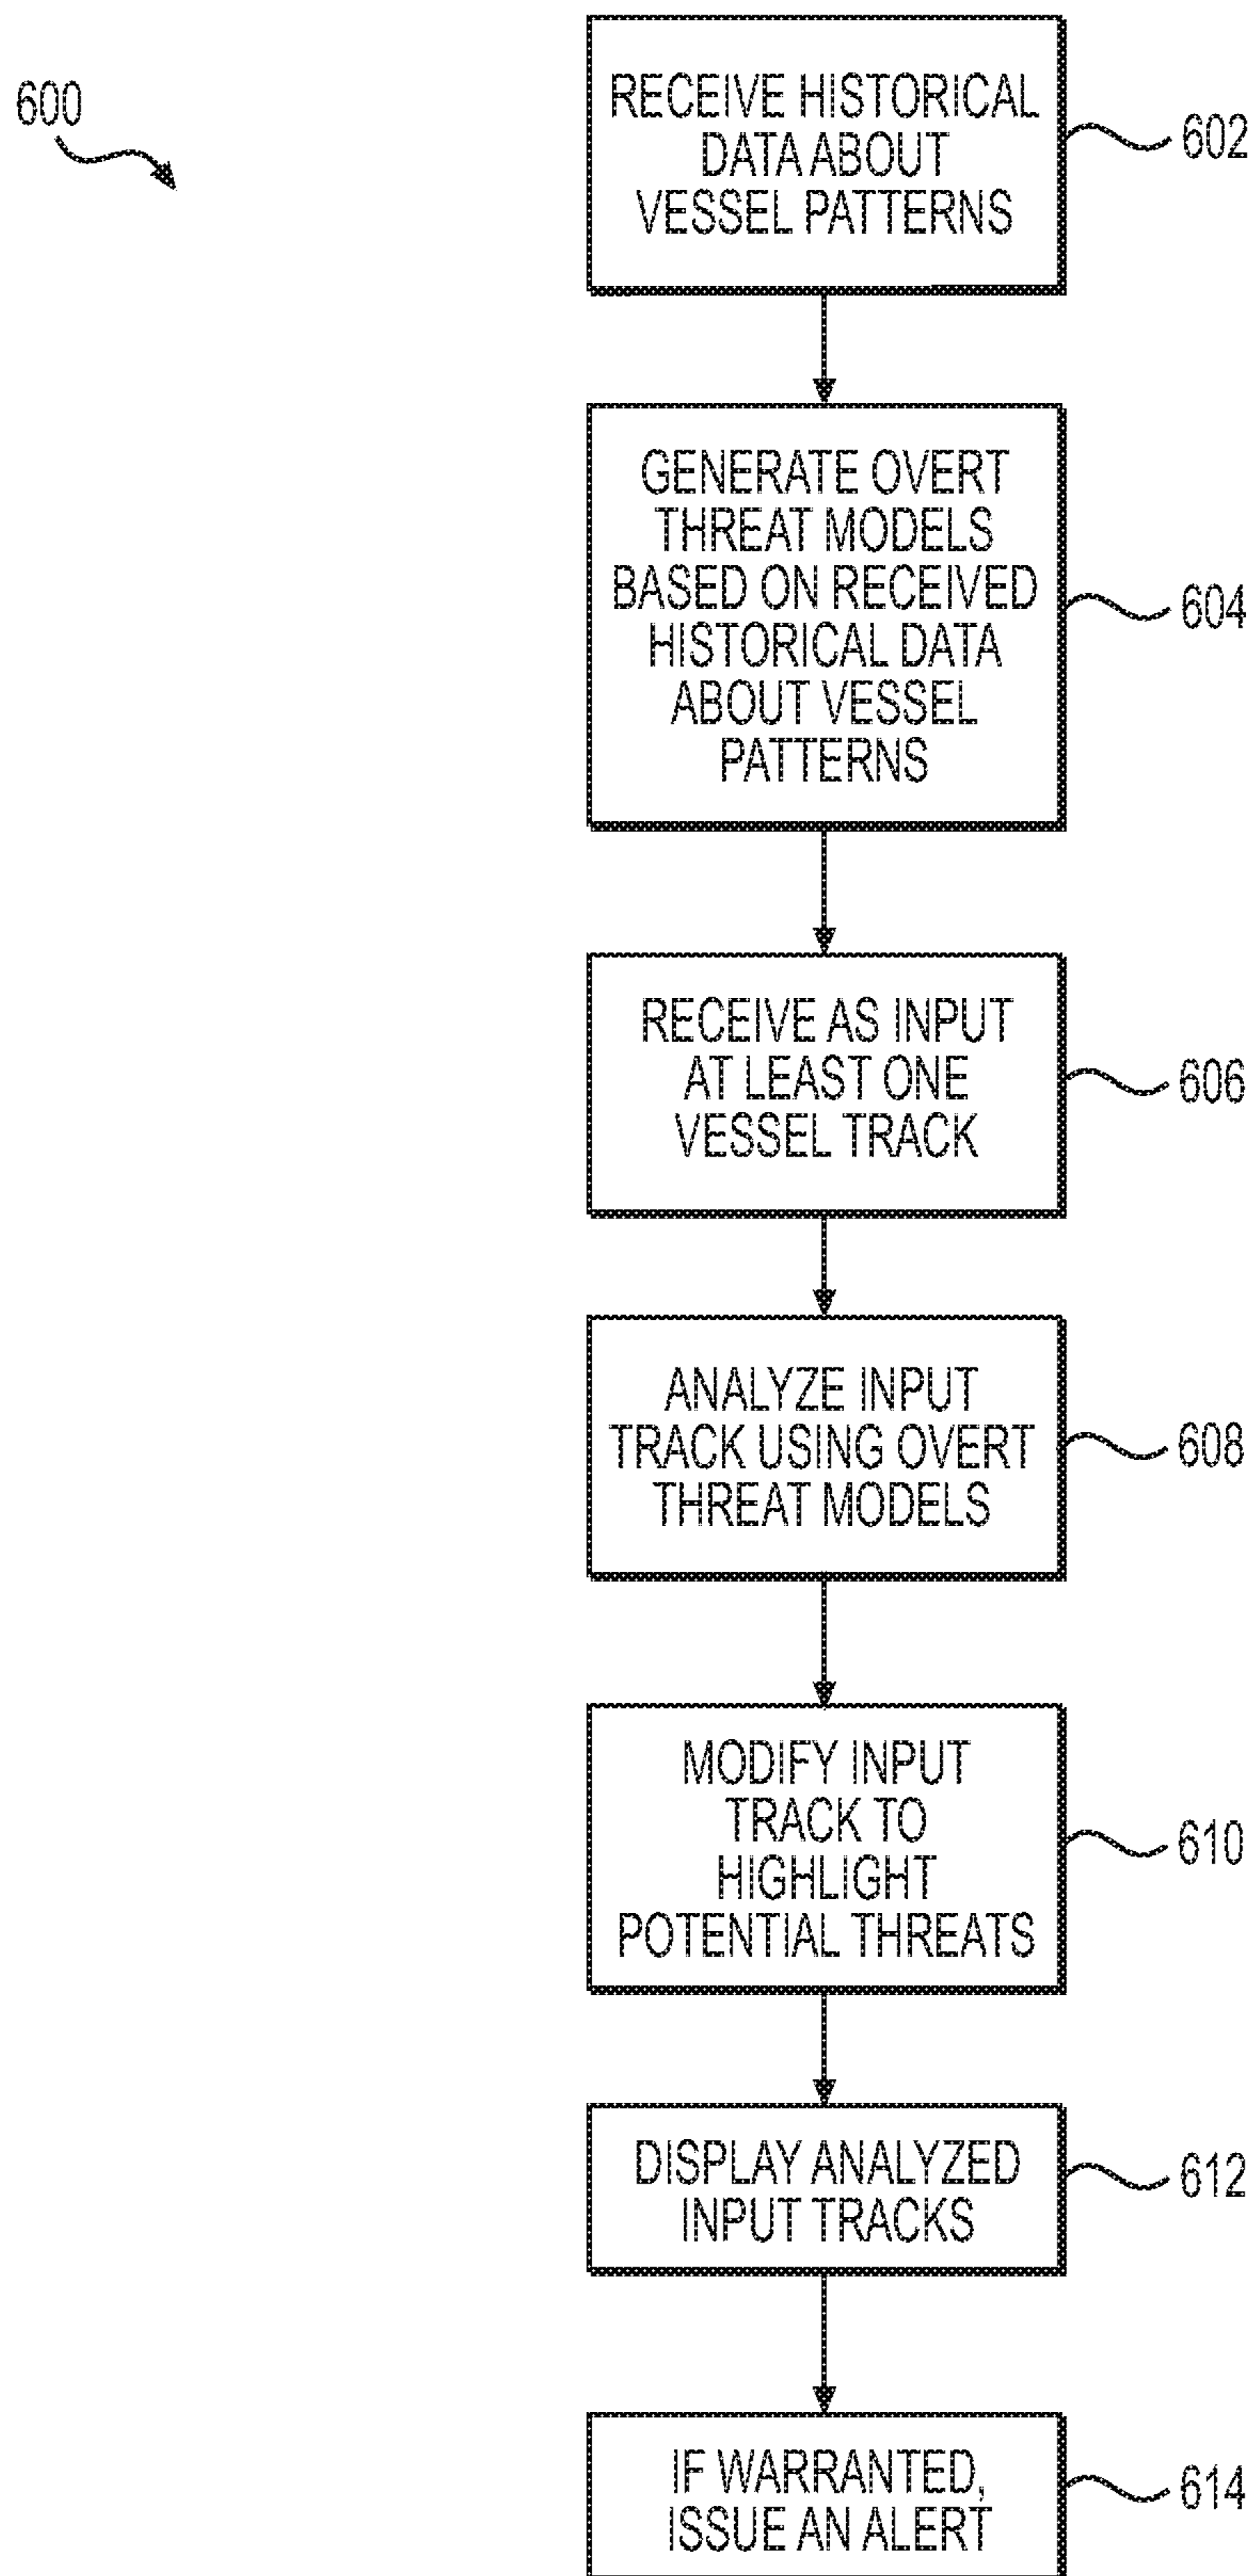 600
RECEIVE HISTORICAL
DATA ABOUT
VESSEL PATTERNS
602
GENERATE OVERT
THREAT MODELS
BASED ON RECEIVED
HISTORICAL DATA
ABOUT VESSEL
PATTERNS
604
RECEIVE AS INPUT
AT LEAST ONE
VESSEL TRACK
606
ANALYZE INPUT
TRACK USING OVERT
THREAT MODELS
608
MODIFY INPUT
TRACK TO
HIGHLIGHT
POTENTIAL THREATS
610
DISPLAY ANALYZED
INPUT TRACKS
612
IF WARRANTED,
ISSUE AN ALERT
614